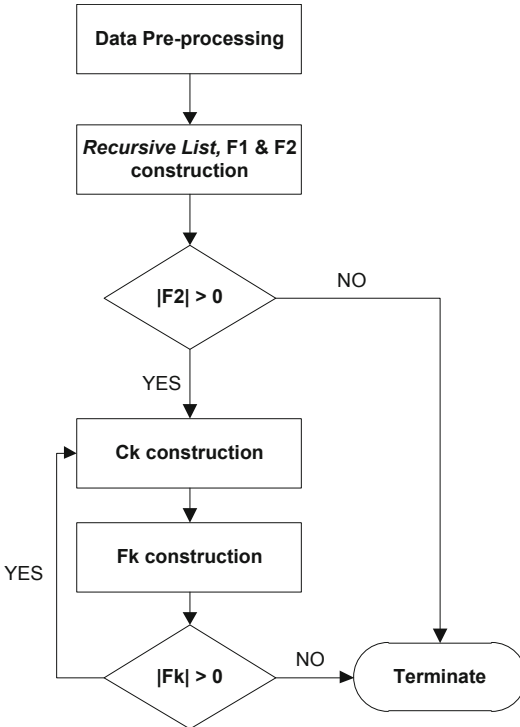 Data Pre-processing
Recursive List, F1 & F2
construction
|F2| > 0
NO
YES
Ck construction
Fk construction
YES
|Fk| > 0
NO
Terminate